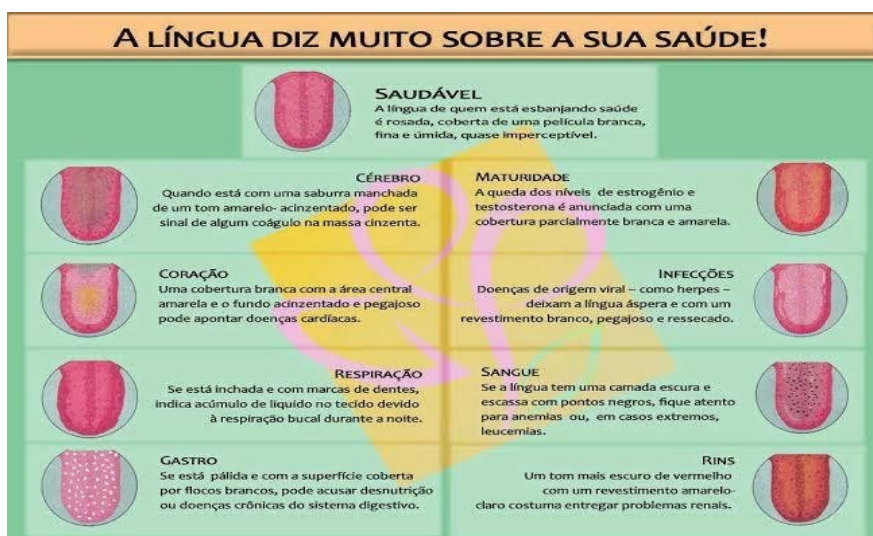 A LÍNGUA DIZ MUITO SOBRE A SUA SAÚDE!
SAUDÁVEL
A língua de quem está esbanjando saúde
é rosada, coberta de uma película branca,
fina e úmida, quase imperceptível.
CÉREBRO
Quando está com uma saburra manchada
de um tom amarelo- acinzentado, pode ser
sinal de algum coágulo na massa cinzenta.
MATURIDADE
A queda dos níveis de estrogênio e
testosterona é anunciada com uma
cobertura parcialmente branca e amarela.
CORAÇÃO
Uma cobertura branca com a área central
amarela e o fundo acinzentado e pegajoso
pode apontar doenças cardíacas.
INFECÇÕES
Doenças de origem viral – como herpes –
deixam a língua áspera e com um
revestimento branco, pegajoso e ressecado.
RESPIRAÇÃO
Se está inchada e com marcas de dentes,
indica acúmulo de liquido no tecido devido
à respiração bucal durante a noite.
SANGUE
Se a língua tem uma camada escura e
escassa com pontos negros, fique atento
para anemias ou, em casos extremos,
leucemias.
GASTRO
Se está pálida e com a superfície coberta
por flocos brancos, pode acusar desnutrição
ou doenças crônicas do sistema digestivo.
RINS
Um tom mais escuro de vermelho
com um revestimento amarelo-
claro costuma entregar problemas renais.